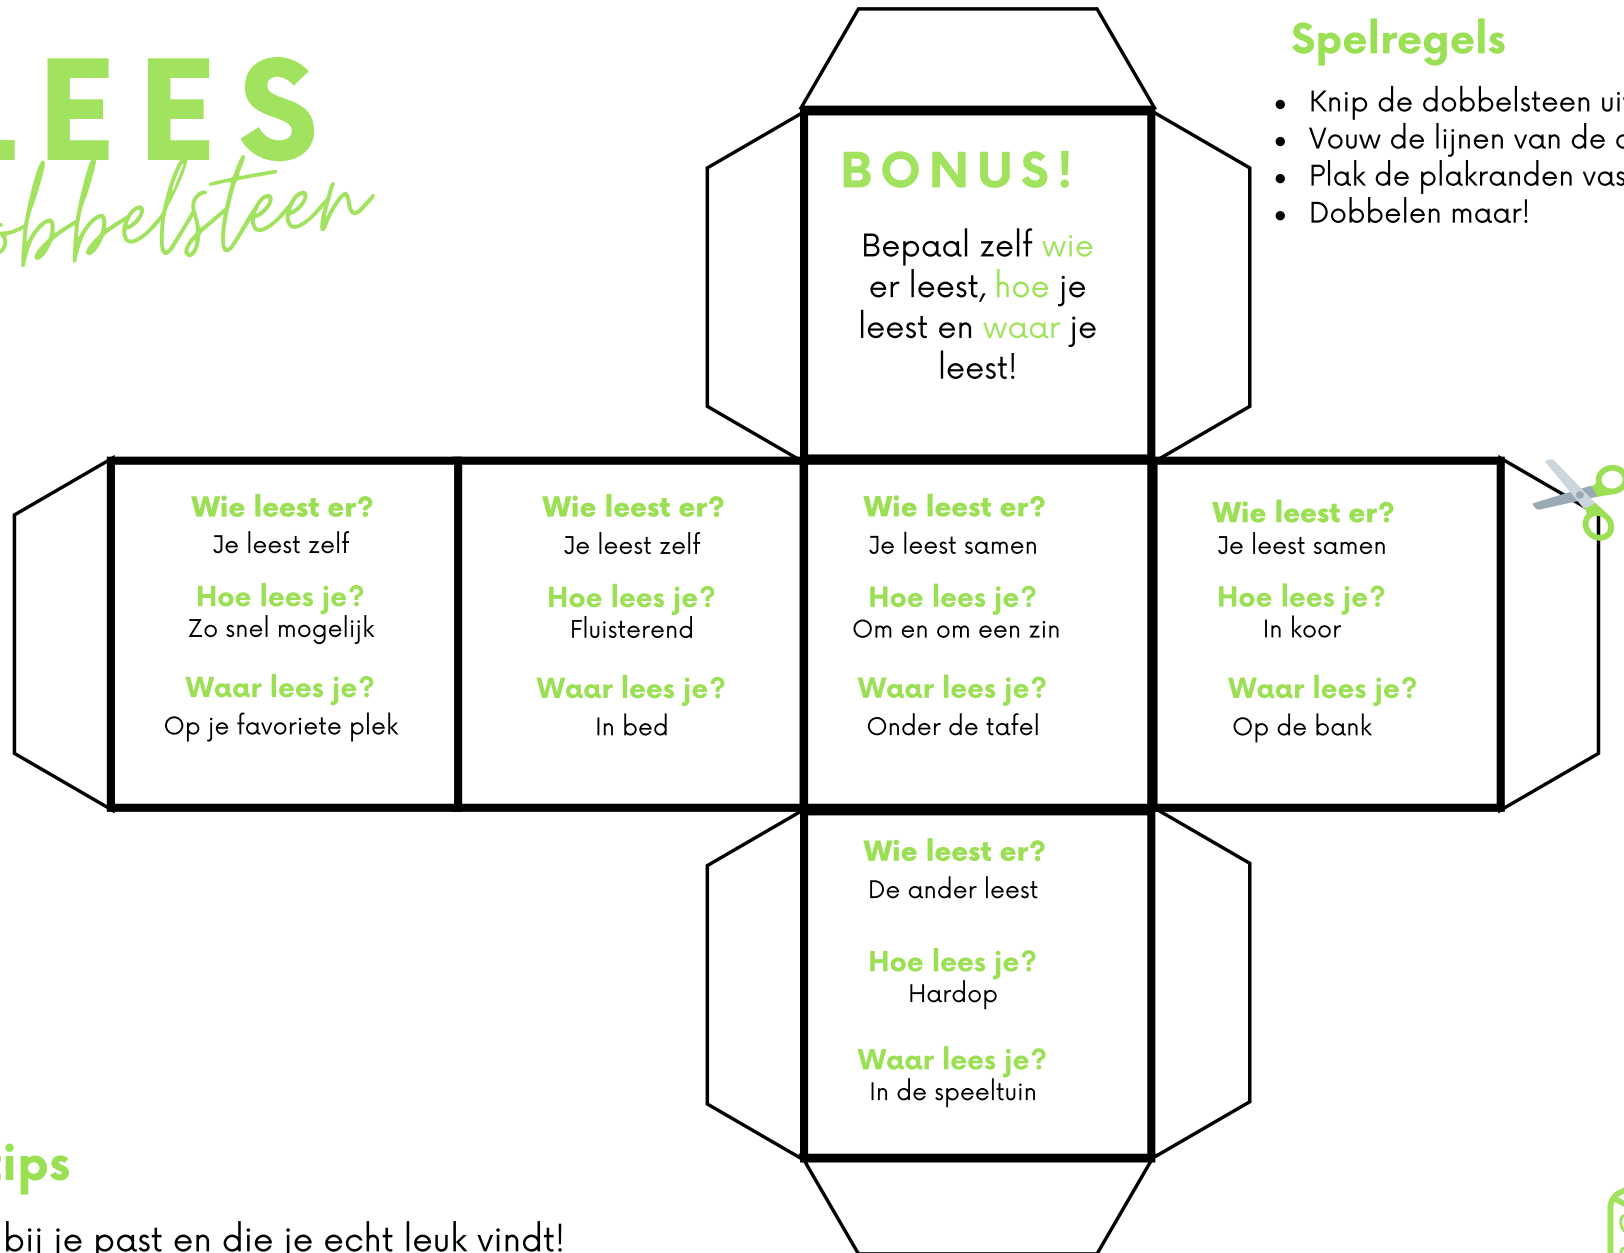 LEES
obbelsteen
Spelregels
• Knip de dobbelsteen uit
• Vouw de lijnen van de
• Plak de plakranden vas
• Dobbelen maar!
BONUS!
Bepaal zelf wie
er leest, hoe je
leest en waar je
leest!
Wie leest er?
Je leest zelf
Hoe lees je?
Zo snel mogelijk
Waar lees je?
Op je favoriete plek
Wie leest er?
Je leest zelf
Hoe lees je?
Fluisterend
Waar lees je?
In bed
Wie leest er?
Je leest samen
Hoe lees je?
Om en om een zin
Waar lees je?
Onder de tafel
Wie leest er?
Je leest samen
Hoe lees je?
In koor
Waar lees je?
Op de bank
Wie leest er?
De ander leest
Hoe lees je?
Hardop
Waar lees je?
In de speeltuin
tips
bij je past en die je echt leuk vindt!